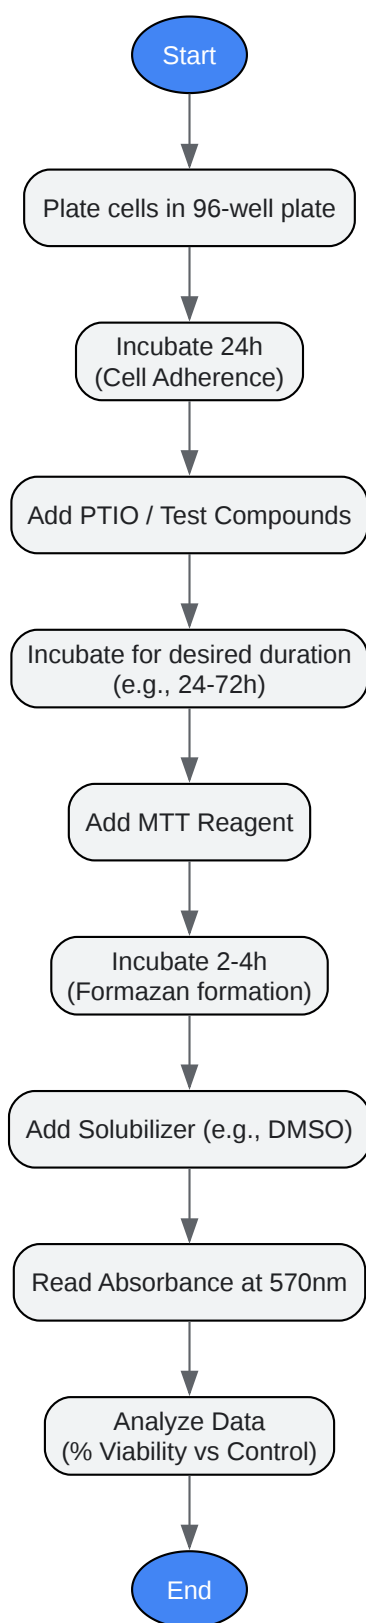 Start
Plate cells in 96-well plate
Incubate 24h
(Cell Adherence)
Add PTIO / Test Compounds
Incubate for desired duration
(e.g., 24-72h)
Add MTT Reagent
Incubate 2-4h
(Formazan formation)
Add Solubilizer (e.g., DMSO)
Read Absorbance at 570nm
Analyze Data
(% Viability vs Control)
End